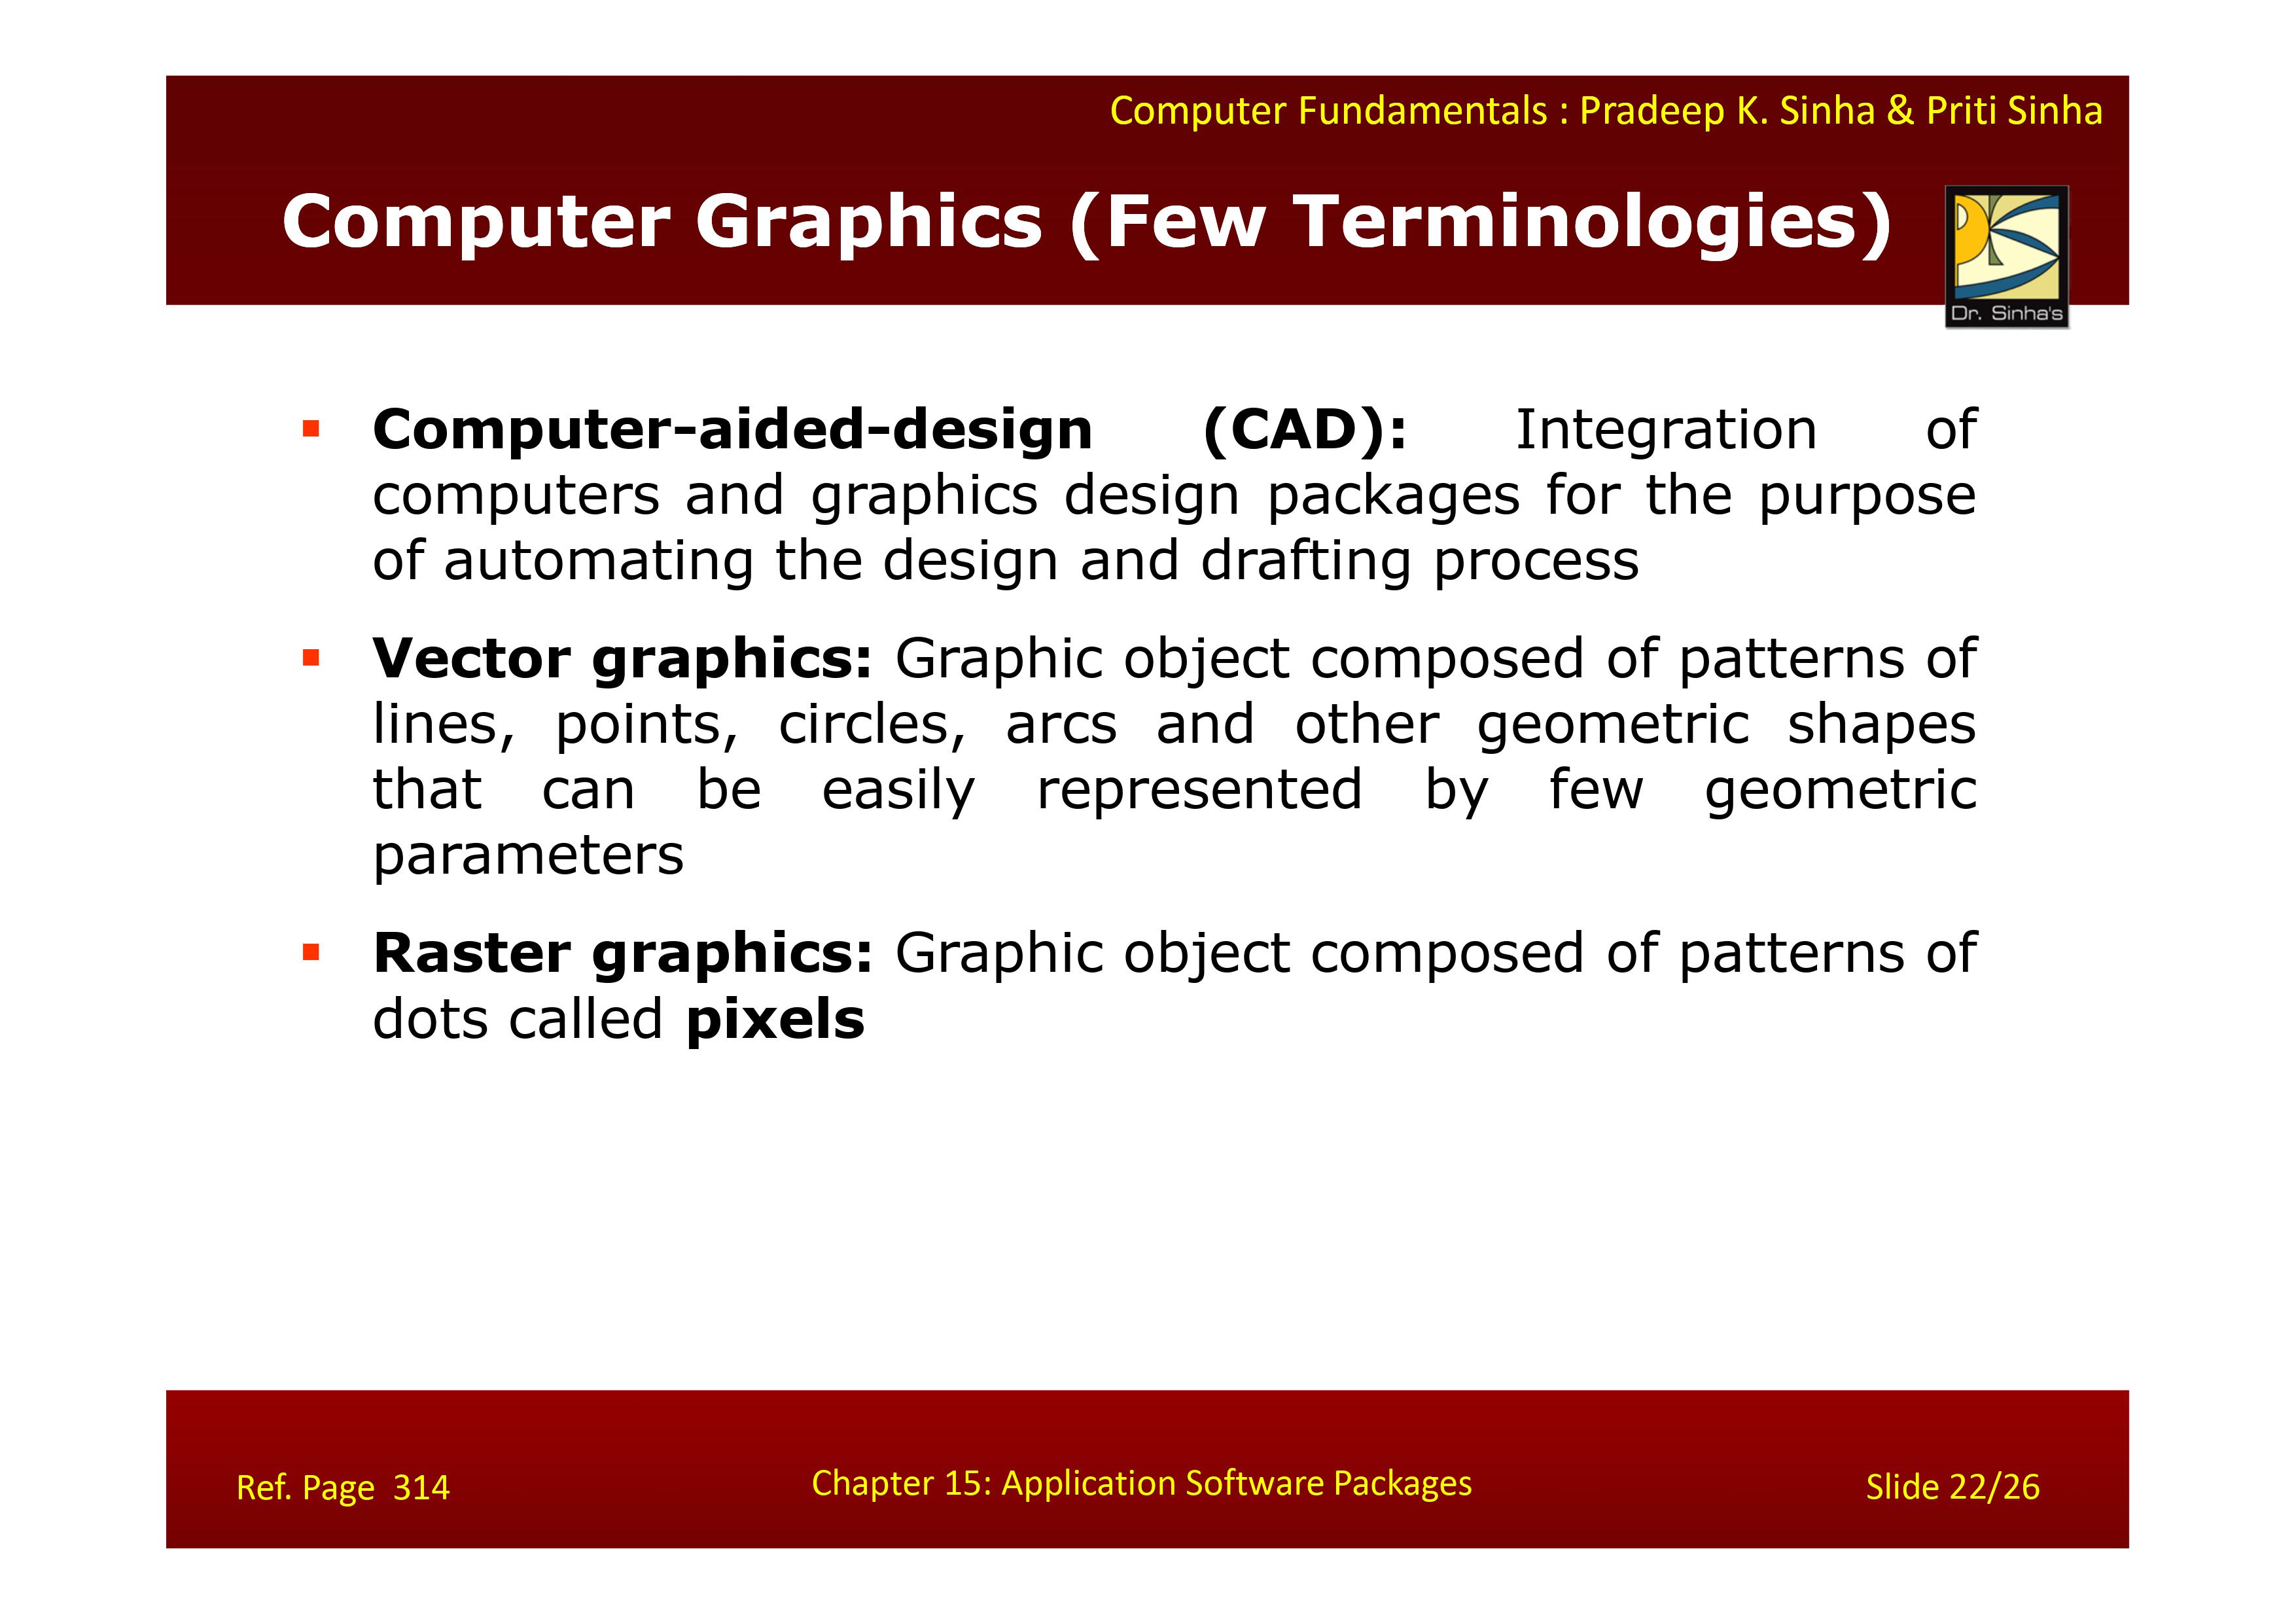 Computer Fundamentals : Pradeep K. Sinha & Priti Sinha
Computer Graphics (Few Terminologies)
Dr. Sinha's
▪ Computer-aided-design (CAD): Integration of
computers and graphics design packages for the purpose
of automating the design and drafting process
▪ Vector graphics: Graphic object composed of patterns of
lines, points, circles, arcs and other geometric shapes
that can be easily represented by few geometric
parameters
▪ Raster graphics: Graphic object composed of patterns of
dots called pixels
Ref. Page 314
Chapter 15: Application Software Packages
Slide 22/26